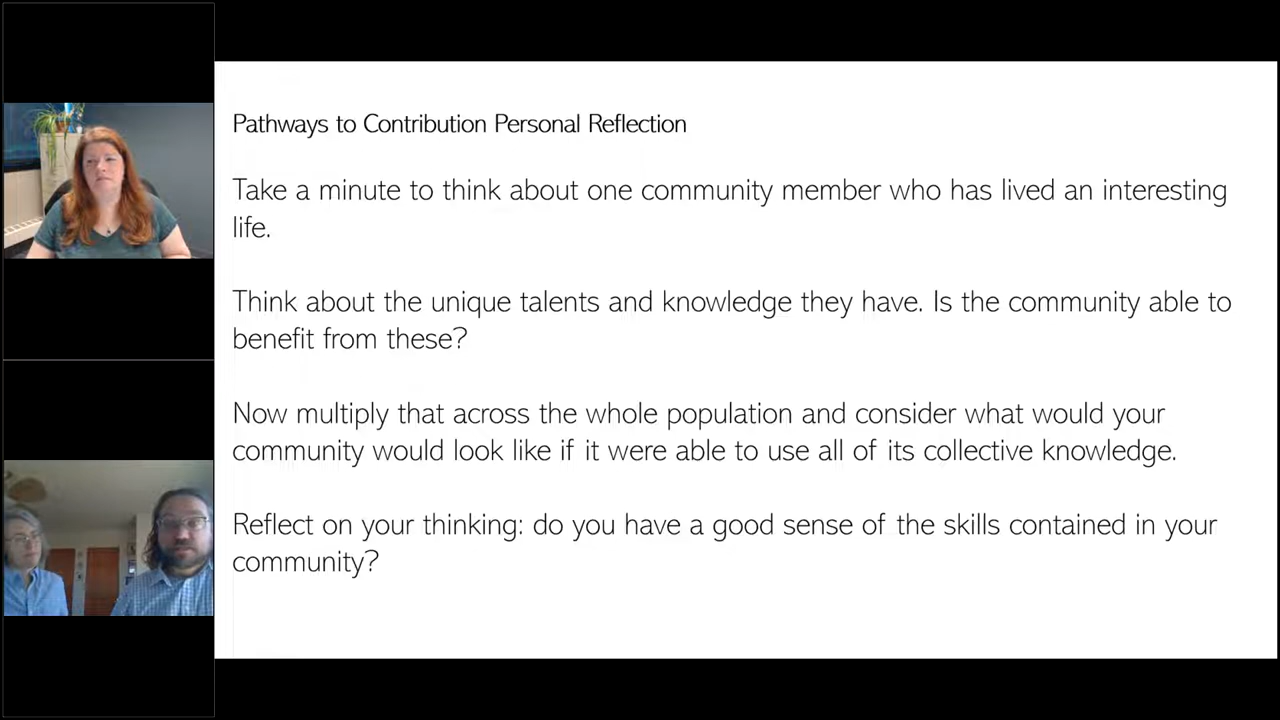 Pathways to Contribution Personal Reflection
Take a minute to think about one community member who has lived an interesting
life.
Think about the unique talents and knowledge they have. Is the community able to
benefit from these?
Now multiply that across the whole population and consider what would your
community would look like if it were able to use all of its collective knowledge.
Reflect on your thinking: do you have a good sense of the skills contained in your
community?